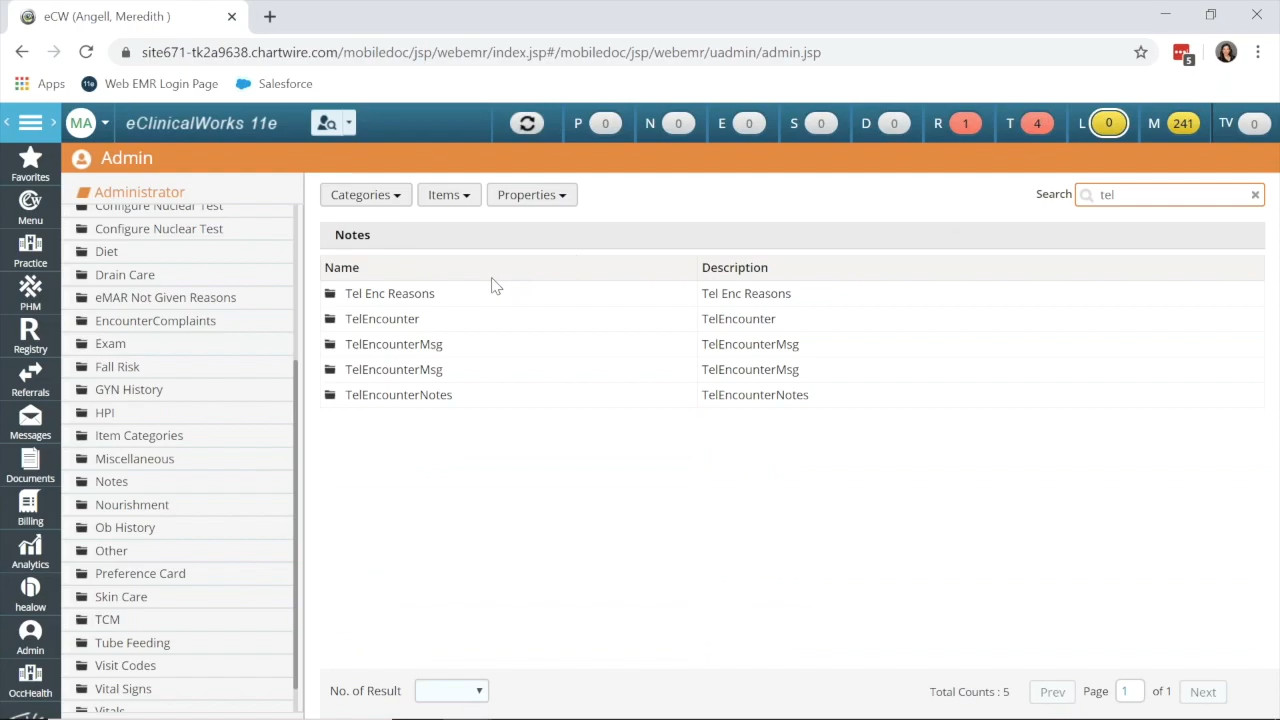 eCW (Angell, Meredith )
site671-tk2a9638.chartwire.com/mobiledoc/jsp/webemr/index.jsp#/mobiledoc/jsp/webemr/uadmin/admin.jsp
5
Apps
11e
Web EMR Login Page
Salesforce
MA
eClinicalWorks 11e
P 0
N 0
E 0
S 0
D 0
R 1
T 4
L 0
M 241
TV 0
Admin
Favorites
Menu
Practice
PHM
R
Registry
Referrals
Messages
Documents
Billing
Analytics
healow
Admin
OccHealth
Administrator
Configure Nuclear Test
Configure Nuclear Test
Diet
Drain Care
eMAR Not Given Reasons
EncounterComplaints
Exam
Fall Risk
GYN History
HPI
Item Categories
Miscellaneous
Notes
Nourishment
Ob History
Other
Preference Card
Skin Care
TCM
Tube Feeding
Visit Codes
Vital Signs
Vitals
Categories
Items
Properties
Search
tel
Notes
Name Description
Tel Enc Reasons Tel Enc Reasons
TelEncounter TelEncounter
TelEncounterMsg TelEncounterMsg
TelEncounterMsg TelEncounterMsg
TelEncounterNotes TelEncounterNotes
No. of Result
Total Counts : 5
Prev
Page 1 of 1
Next